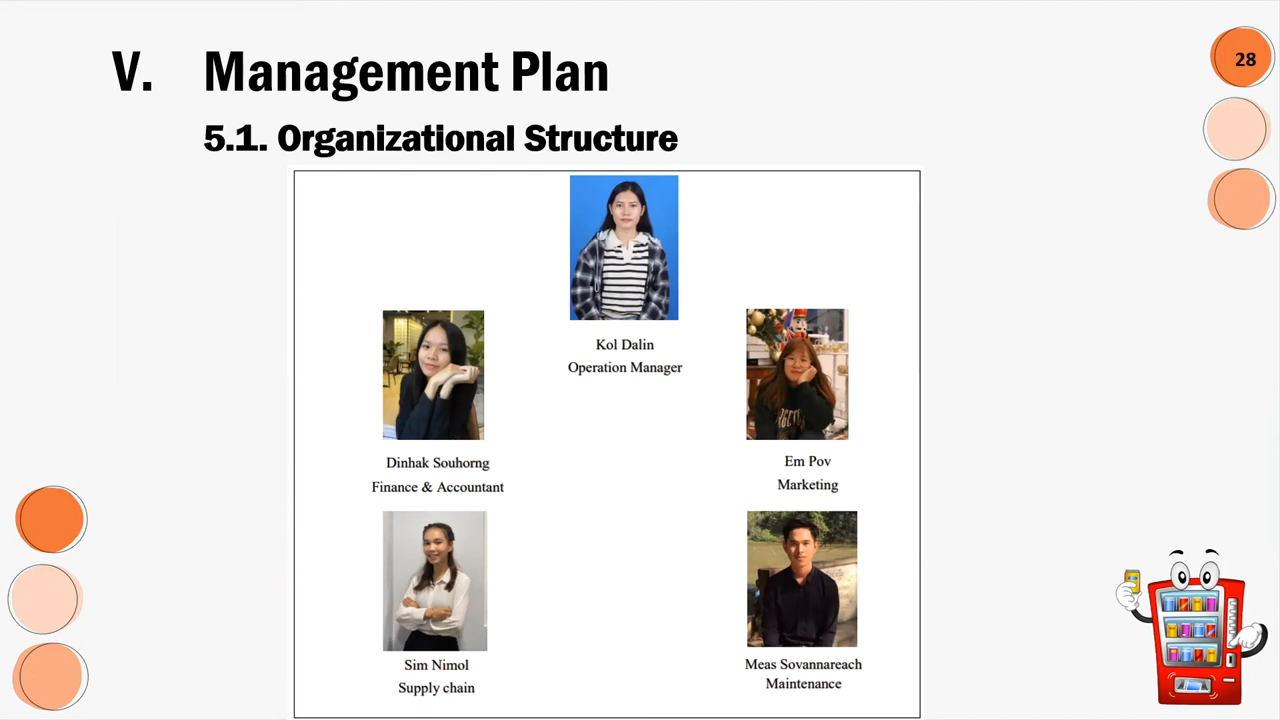 V. Management Plan
28
5.1. Organizational Structure
Kol Dalin
Operation Manager
Dinhak Souhorng
Finance & Accountant
Em Pov
Marketing
Sim Nimol
Supply chain
Meas Sovannareach
Maintenance